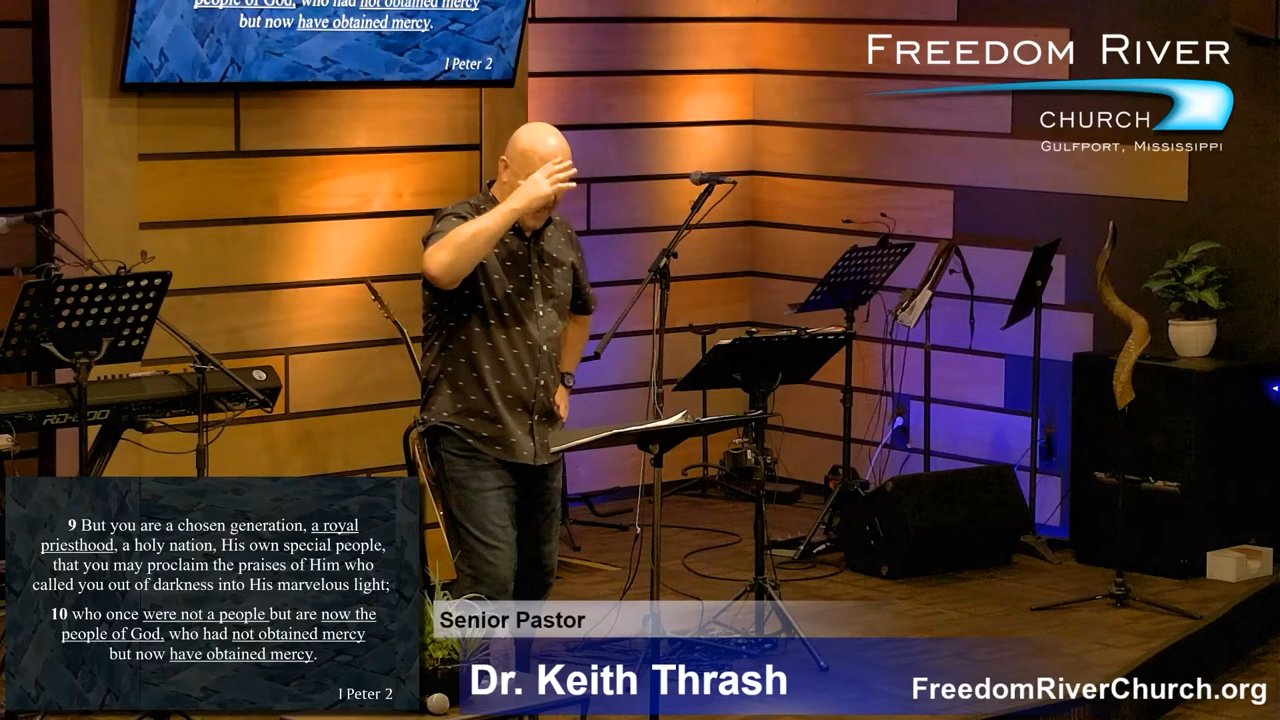 people of God, who had not obtained mercy
but now have obtained mercy.
I Peter 2
FREEDOM RIVER
CHURCH
GULFPORT, MISSISSIPPI
RD-800
9 But you are a chosen generation, a royal
priesthood, a holy nation, His own special people,
that you may proclaim the praises of Him who
called you out of darkness into His marvelous light;
10 who once were not a people but are now the
people of God, who had not obtained mercy
but now have obtained mercy.
I Peter 2
Senior Pastor
Dr. Keith Thrash
FreedomRiverChurch.org